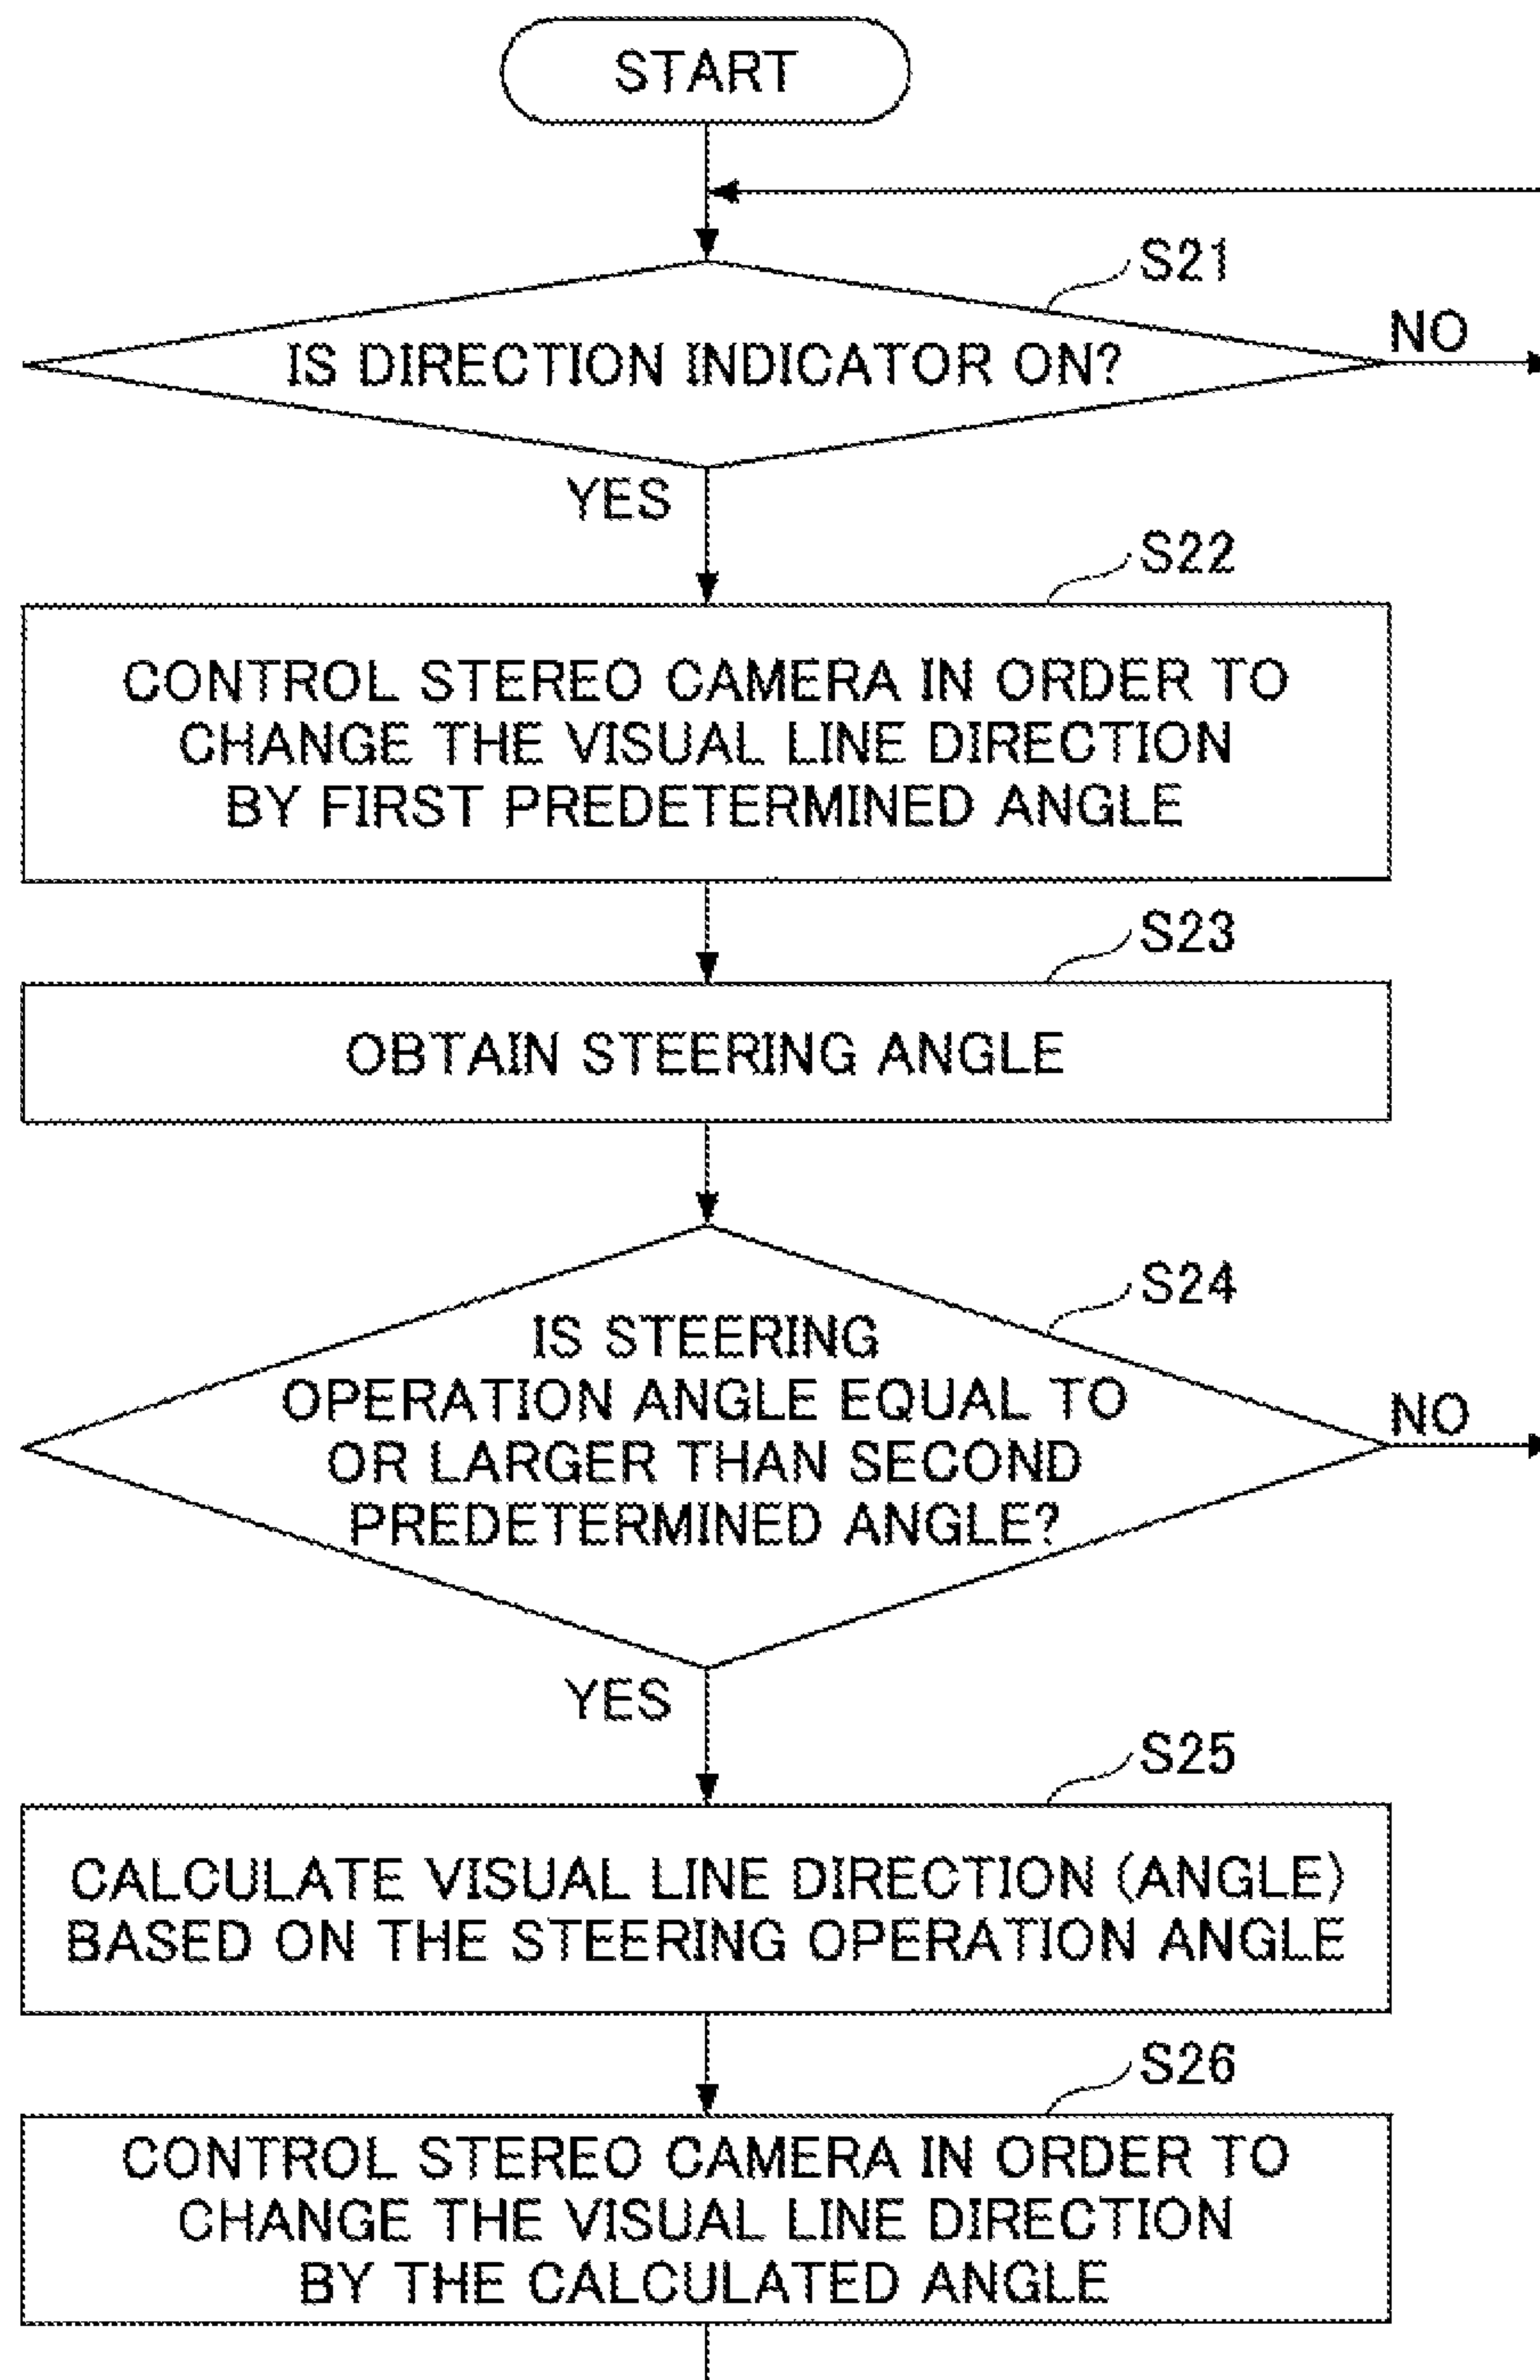 START
S21
IS DIRECTION INDICATOR ON?
NO
YES
S22
CONTROL STEREO CAMERA IN ORDER TO
CHANGE THE VISUAL LINE DIRECTION
BY FIRST PREDETERMINED ANGLE
S23
OBTAIN STEERING ANGLE
S24
IS STEERING
OPERATION ANGLE EQUAL TO
OR LARGER THAN SECOND
PREDETERMINED ANGLE?
NO
YES
S25
CALCULATE VISUAL LINE DIRECTION (ANGLE)
BASED ON THE STEERING OPERATION ANGLE
S26
CONTROL STEREO CAMERA IN ORDER TO
CHANGE THE VISUAL LINE DIRECTION
BY THE CALCULATED ANGLE